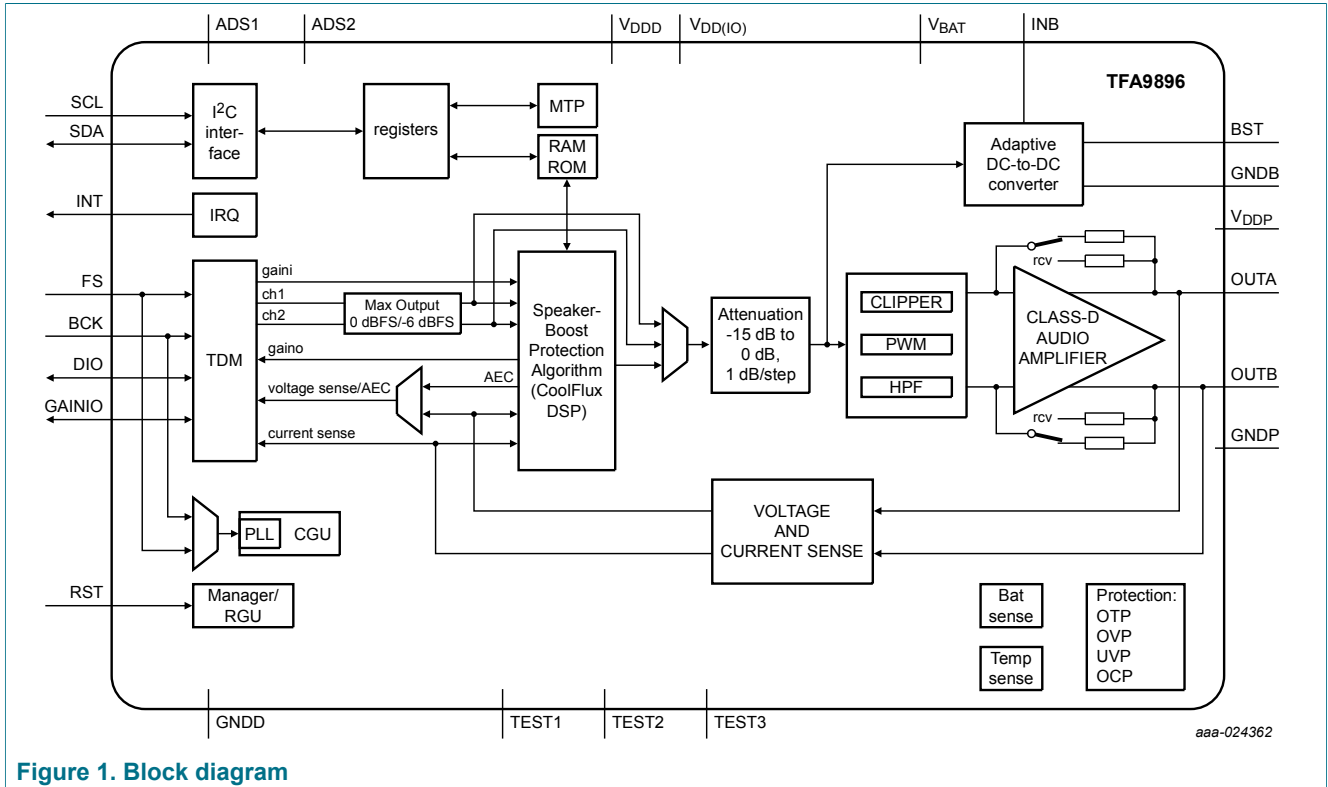 ADS1
ADS2
VDDD
VDD(IO)
VBAT
INB
TFA9896
SCL
SDA
I2C
inter-
face
registers
MTP
RAM
ROM
Adaptive
DC-to-DC
converter
BST
GNDB
INT
IRQ
VDDP
FS
BCK
DIO
GAINIO
TDM
gaini
ch1
ch2
Max Output
0 dBFS/-6 dBFS
gaino
voltage sense/AEC
AEC
current sense
Speaker-
Boost
Protection
Algorithm
(CoolFlux
DSP)
Attenuation
-15 dB to
0 dB,
1 dB/step
CLIPPER
PWM
HPF
rcv
CLASS-D
AUDIO
AMPLIFIER
rcv
OUTA
OUTB
GNDP
PLL
CGU
VOLTAGE
AND
CURRENT SENSE
RST
Manager/
RGU
Bat
sense
Temp
sense
Protection:
OTP
OVP
UVP
OCP
GNDD
TEST1
TEST2
TEST3
aaa-024362
Figure 1. Block diagram